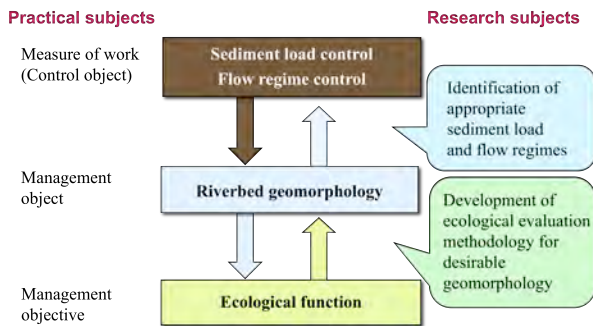 Practical subjects
Research subjects
Measure of work
(Control object)
Sediment load control
Flow regime control
Identification of
appropriate
sediment load
and flow regimes
Management
object
Riverbed geomorphology
Development of
ecological evaluation
methodology for
desirable
geomorphology
Management
objective
Ecological function